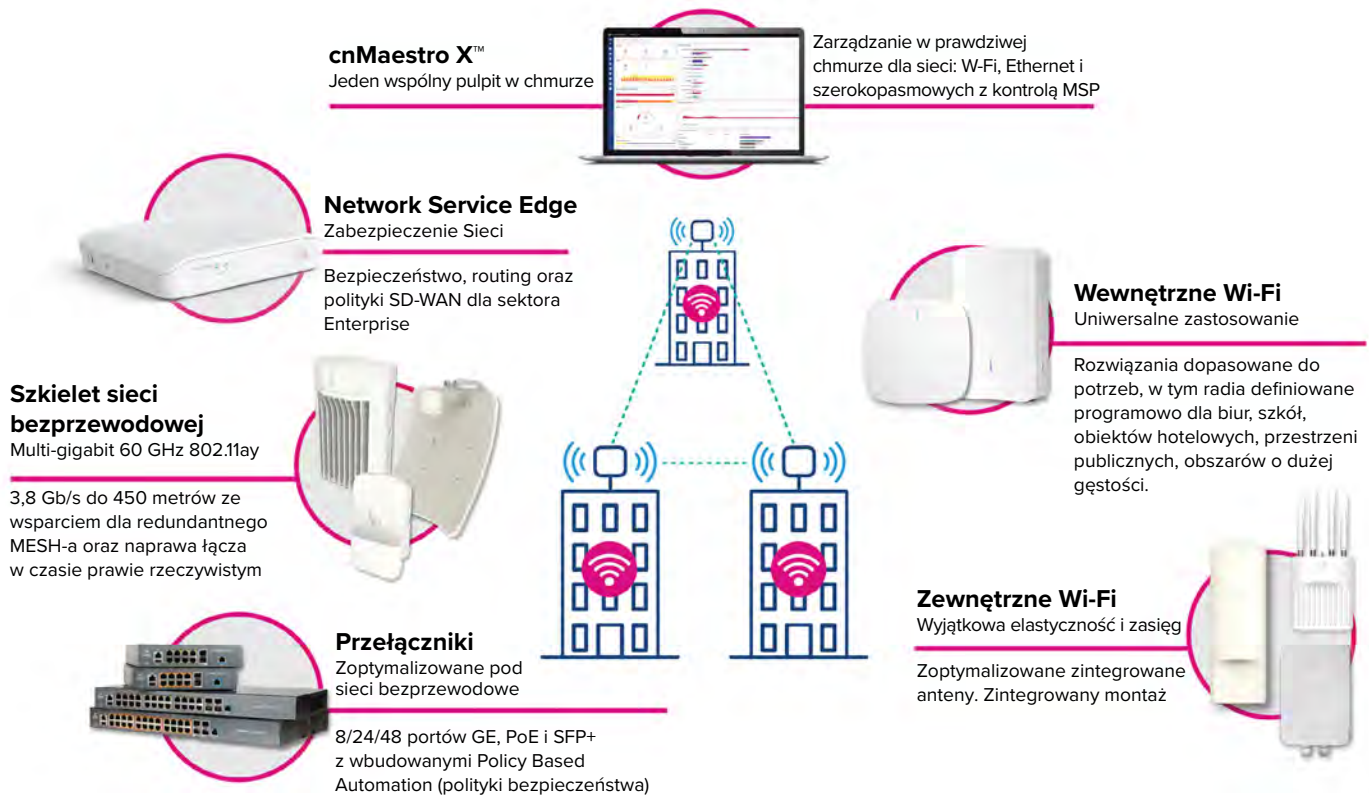 cnMaestro X™
Jeden wspólny pulpit w chmurze
Zarządzanie w prawdziwej
chmurze dla sieci: W-Fi, Ethernet i
szerokopasmowych z kontrolą MSP
Network Service Edge
Zabezpieczenie Sieci
Bezpieczeństwo, routing oraz
polityki SD-WAN dla sektora
Enterprise
Wewnętrzne Wi-Fi
Uniwersalne zastosowanie
Rozwiązania dopasowane do
potrzeb, w tym radia definiowane
programowo dla biur, szkół,
obiektów hotelowych, przestrzeni
publicznych, obszarów o dużej
gęstości.
Szkielet sieci
bezprzewodowej
Multi-gigabit 60 GHz 802.11ay
3,8 Gb/s do 450 metrów ze
wsparciem dla redundantnego
MESH-a oraz naprawa łącza
w czasie prawie rzeczywistym
Zewnętrzne Wi-Fi
Wyjątkowa elastyczność i zasięg
Zoptymalizowane zintegrowane
anteny. Zintegrowany montaż
Przełączniki
Zoptymalizowane pod
sieci bezprzewodowe
8/24/48 portów GE, PoE i SFP+
z wbudowanymi Policy Based
Automation (polityki bezpieczeństwa)